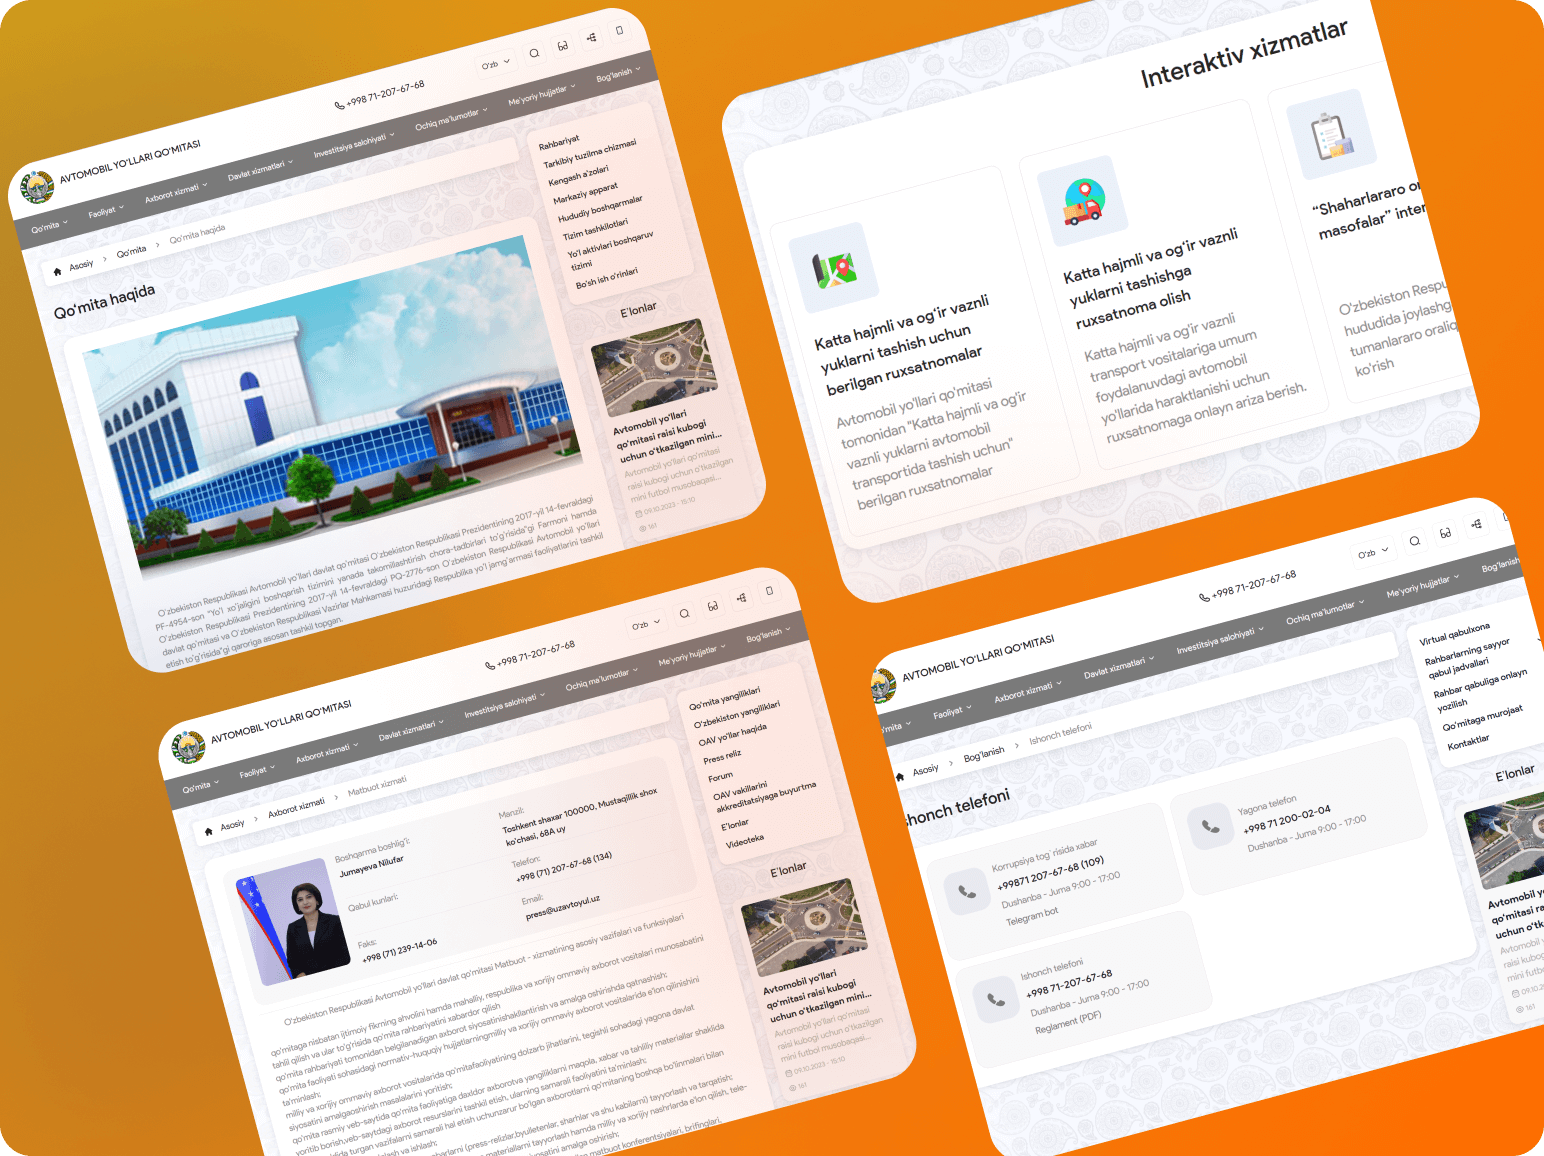 AVTOMOBIL YO'LLARI QO'MITASI
+998 71-207-67-68
O'zb
Qo'mita
Faoliyat
Axborot xizmati
Davlat xizmatlari
Investitsiya salohiyati
Ochiq ma'lumotlar
Me'yoriy hujjatlar
Bog'lanish
Asosiy
Qo'mita
Qo'mita haqida
Qo'mita haqida
O'zbekiston Respublikasi Avtomobil yo'llari davlat qo'mitasi O'zbekiston Respublikasi Prezidentining 2017-yil 14-fevraldagi
PF-4954-son "Yo'l xo'jaligini boshqarish tizimini yanada takomillashtirish chora-tadbirlari to'g'risida"gi Farmoni hamda
O'zbekiston Respublikasi Prezidentining 2017-yil 14-fevraldagi PQ-2776-son O'zbekiston Respublikasi Avtomobil yo'llari
davlat qo'mitasi va O'zbekiston Respublikasi Vazirlar Mahkamasi huzuridagi Respublika yo'l jamg'armasi faoliyatlarini tashkil
etish to'g'risida"gi qaroriga asosan tashkil topgan.
Rahbariyat
Tarkibiy tuzilma chizmasi
Kengash a'zolari
Markaziy apparat
Hududiy boshqarmalar
Tizim tashkilotlari
Yo'l aktivlari boshqaruv
tizimi
Bo'sh ish o'rinlari
E'lonlar
Avtomobil yo'llari
qo'mitasi raisi kubogi
uchun o'tkazilgan mini...
Avtomobil yo'llari qo'mitasi
raisi kubogi uchun o'tkazilgan
mini futbol musobaqasi...
09.10.2023 - 15:10
161
Interaktiv xizmatlar
Katta hajmli va og'ir vaznli
yuklarni tashish uchun
berilgan ruxsatnomalar
Avtomobil yo'llari qo'mitasi
tomonidan "Katta hajmli va og'ir
vaznli yuklarni avtomobil
transportida tashish uchun"
berilgan ruxsatnomalar
Katta hajmli va og'ir vaznli
yuklarni tashishga
ruxsatnoma olish
Katta hajmli va og'ir vaznli
transport vositalariga umum
foydalanuvdagi avtomobil
yo'llarida haraktlanishi uchun
ruxsatnomaga onlayn ariza berish.
"Shaharlararo or
masofalar" inter
O'zbekiston Respu
hududida joylashg
tumanlararo oraliq
ko'rish
AVTOMOBIL YO'LLARI QO'MITASI
+998 71-207-67-68
O'zb
Qo'mita
Faoliyat
Axborot xizmati
Davlat xizmatlari
Investitsiya salohiyati
Ochiq ma'lumotlar
Me'yoriy hujjatlar
Bog'lanish
Asosiy
Axborot xizmati
Matbuot xizmati
Boshqarma boshlig'i:
Jumayeva Nilufar
Qabul kunlari:
Faks:
+998 (71) 239-14-06
Manzil:
Toshkent shaxar 100000, Mustaqillik shox
ko'chasi, 68A uy
Telefon:
+998 (71) 207-67-68 (134)
Email:
press@uzavtoyul.uz
O'zbekiston Respublikasi Avtomobil yo'llari davlat qo'mitasi Matbuot - xizmatining asosiy vazifalari va funksiyalari
qo'mitaga nisbatan ijtimoiy fikrning ahvolini hamda mahalliy, respublika va xorijiy ommaviy axborot vositalari munosabatini
tahlil qilish va ular to'g'risida qo'mita rahbariyatini xabardor qilish
qo'mita rahbariyati tomonidan belgilanadigan axborot siyosatinishakllantirish va amalga oshirishda qatnashish;
qo'mita faoliyati sohasidagi normativ-huquqiy hujjatlarningmilliy va xorijiy ommaviy axborot vositalarida e'lon qilinishini
ta'minlash;
milliy va xorijiy ommaviy axborot vositalarida qo'mitafaoliyatining dolzarb jihatlarini, tegishli sohadagi yagona davlat
siyosatini amalgaoshirish masalalarini yoritish;
qo'mita rasmiy veb-saytida qo'mita faoliyatiga daxldor axborotva yangiliklarni maqola, xabar va tahliliy materiallar shaklida
yoritib borish,veb-saytdagi axborot resurslarini tashkil etish, ularning samarali faoliyatini ta'minlash;
dida turgan vazifalarni samarali hal etish uchunzarur bo'lgan axborotlarni qo'mitaning boshqa bo'linmalari bilan
lash va ishlash;
barlarni (press-relizlar,byulletenlar, sharhlar va shu kabilarni) tayyorlash va tarqatish;
materiallarni tayyorlash hamda milliy va xorijiy nashrlarda e'lon qilish, tele-
siyosatini amalga oshirish;
matbuot konferentsiyalari, brifinglari,
Qo'mita yangiliklari
O'zbekiston yangiliklari
OAV yo'llar haqida
Press reliz
Forum
OAV vakillarini
akkreditatsiyaga buyurtma
E'lonlar
Videoteka
E'lonlar
Avtomobil yo'llari
qo'mitasi raisi kubogi
uchun o'tkazilgan mini...
Avtomobil yo'llari qo'mitasi
raisi kubogi uchun o'tkazilgan
mini futbol musobaqasi...
09.10.2023 - 15:10
161
AVTOMOBIL YO'LLARI QO'MITASI
+998 71-207-67-68
O'zb
'mita
Faoliyat
Axborot xizmati
Davlat xizmatlari
Investitsiya salohiyati
Ochiq ma'lumotlar
Me'yoriy hujjatlar
Bog'lanish
Asosiy
Bog'lanish
Ishonch telefoni
shonch telefoni
Korrupsiya tog`risida xabar
+99871 207-67-68 (109)
Dushanba - Juma 9:00 - 17:00
Telegram bot
Yagona telefon
+998 71 200-02-04
Dushanba - Juma 9:00 - 17:00
Ishonch telefoni
+998 71-207-67-68
Dushanba - Juma 9:00 - 17:00
Reglament (PDF)
Virtual qabulxona
Rahbarlarning sayyor
qabul jadvallari
Rahbar qabuliga onlayn
yozilish
Qo'mitaga murojaat
Kontaktlar
E'lonlar
Avtomobil yo
qo'mitasi ra
uchun o'tk
Avtomobil y
raisi kubo
mini futb
09.10.20
161